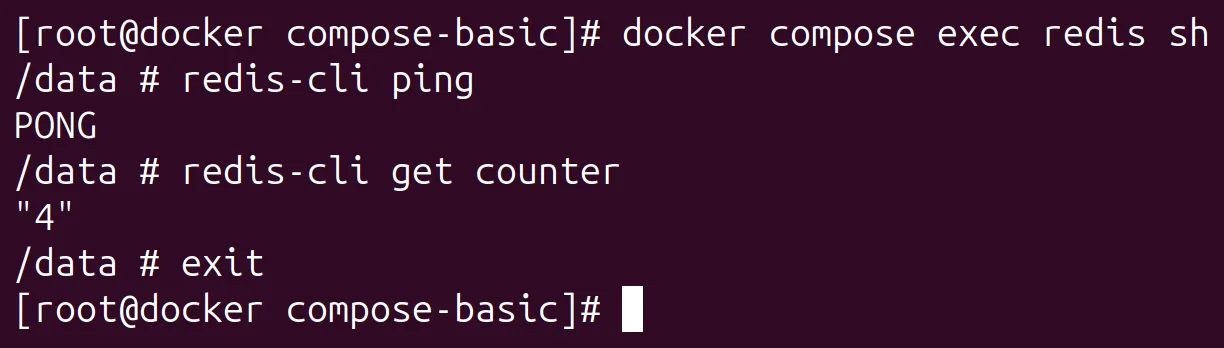 [root@docker compose-basic]# docker compose exec redis sh
/data # redis-cli ping
PONG
/data # redis-cli get counter
"4"
/data # exit
[root@docker compose-basic]#